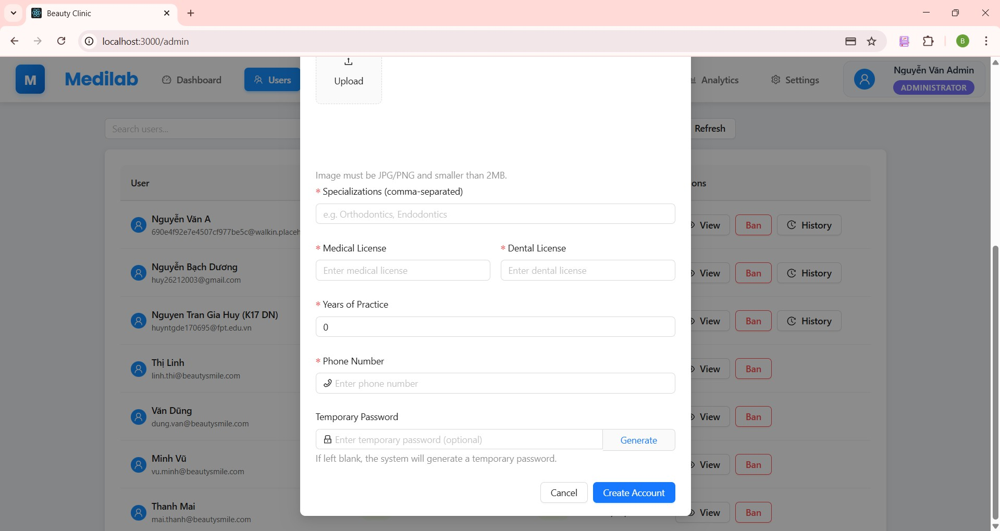 Beauty Clinic
localhost:3000/admin
B
M
Medilab
Dashboard
Users
Analytics
Settings
Nguyễn Văn Admin
ADMINISTRATOR
Search users...
Refresh
User
ons
Nguyễn Văn A
690e4f92e7e4507cf977be5c@walkin.placeh
View
Ban
History
Nguyễn Bạch Dương
huy26212003@gmail.com
View
Ban
History
Nguyen Tran Gia Huy (K17 DN)
huyntgde170695@fpt.edu.vn
View
Ban
History
Thị Linh
linh.thi@beautysmile.com
View
Ban
Văn Dũng
dung.van@beautysmile.com
View
Ban
Minh Vũ
vu.minh@beautysmile.com
View
Ban
Thanh Mai
mai.thanh@beautysmile.com
View
Ban
Upload
Image must be JPG/PNG and smaller than 2MB.
* Specializations (comma-separated)
e.g. Orthodontics, Endodontics
* Medical License
* Dental License
Enter medical license
Enter dental license
* Years of Practice
0
* Phone Number
Enter phone number
Temporary Password
Enter temporary password (optional)
Generate
If left blank, the system will generate a temporary password.
Cancel
Create Account